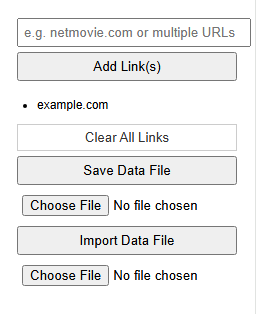 e.g. netmovie.com or multiple URLs
Add Link(s)
example.com
Clear All Links
Save Data File
Choose File No file chosen
Import Data File
Choose File No file chosen